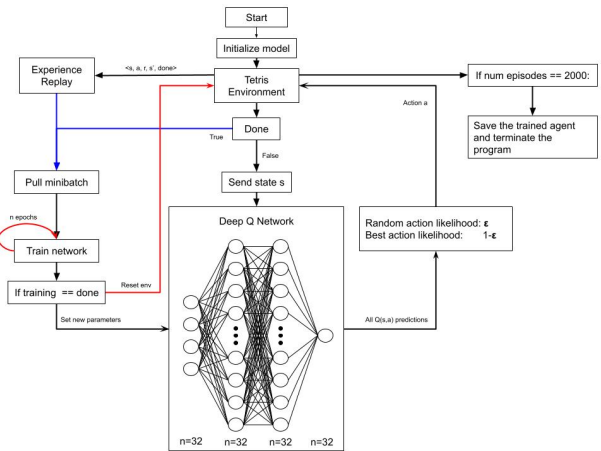 Start
Initialize model
<s, a, r, s', done>
Experience
Replay
Tetris
Environment
If num episodes == 2000:
Action a
Save the trained agent
and terminate the
program
Done
True
False
Pull minibatch
Send state s
n epochs
Deep Q Network
Random action likelihood: ε
Best action likelihood: 1-ε
Train network
If training == done
Reset env
Set new parameters
All Q(s,a) predictions
n=32 n=32 n=32 n=32